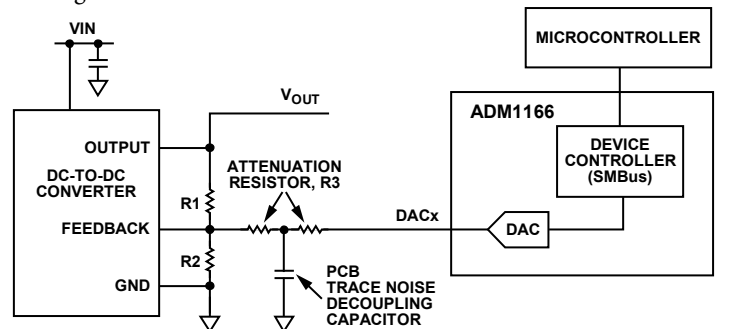 VIN
MICROCONTROLLER
VOUT
ADM1166
OUTPUT
DC-TO-DC
CONVERTER
ATTENUATION
RESISTOR, R3
DEVICE
CONTROLLER
(SMBus)
R1
FEEDBACK
DACx
DAC
R2
GND
PCB
TRACE NOISE
DECOUPLING
CAPACITOR